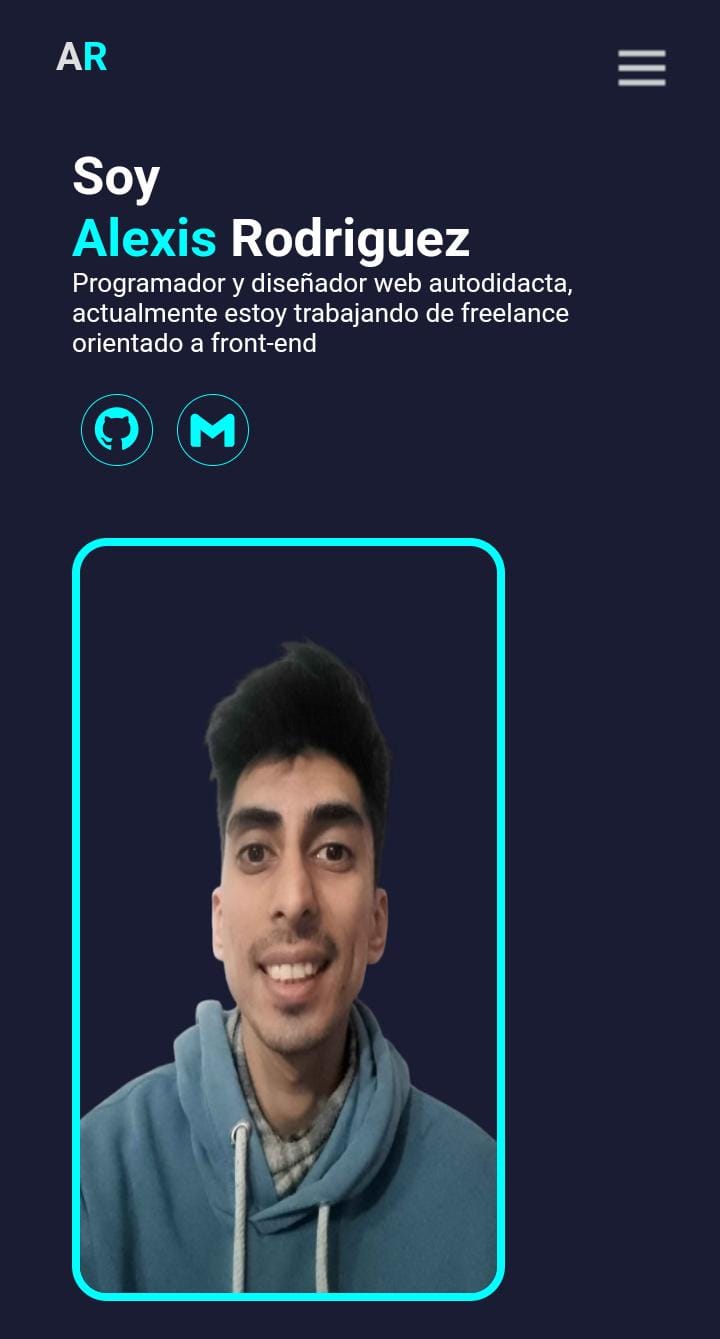 AR
Soy
Alexis Rodriguez
Programador y diseñador web autodidacta,
actualmente estoy trabajando de freelance
orientado a front-end